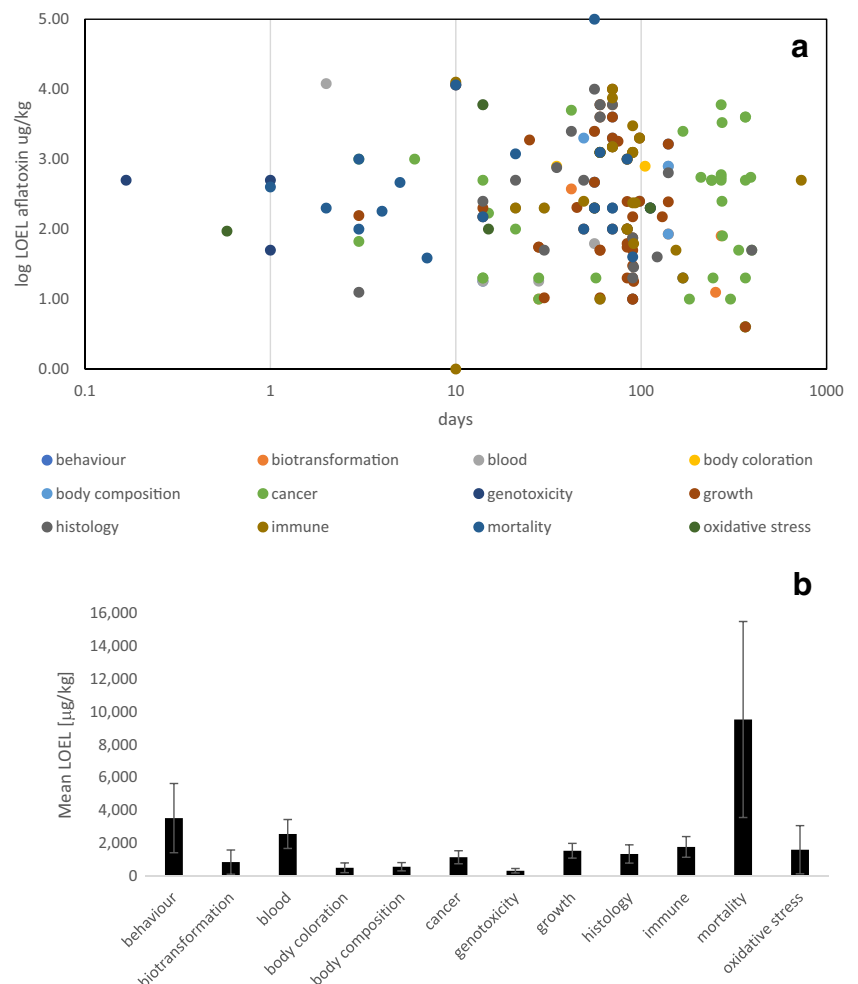 a
5.00
4.00
3.00
2.00
1.00
0.00
log LOEL aflatoxin ug/kg
0.1 1 10 100 1000
days
behaviour biotransformation blood body coloration
body composition cancer genotoxicity growth
histology immune mortality oxidative stress
b
16,000
14,000
12,000
10,000
8,000
6,000
4,000
2,000
0
Mean LOEL [µg/kg]
behaviour
biotransformation
blood
body coloration
body composition
cancer
genotoxicity
growth
histology
immune
mortality
oxidative stress